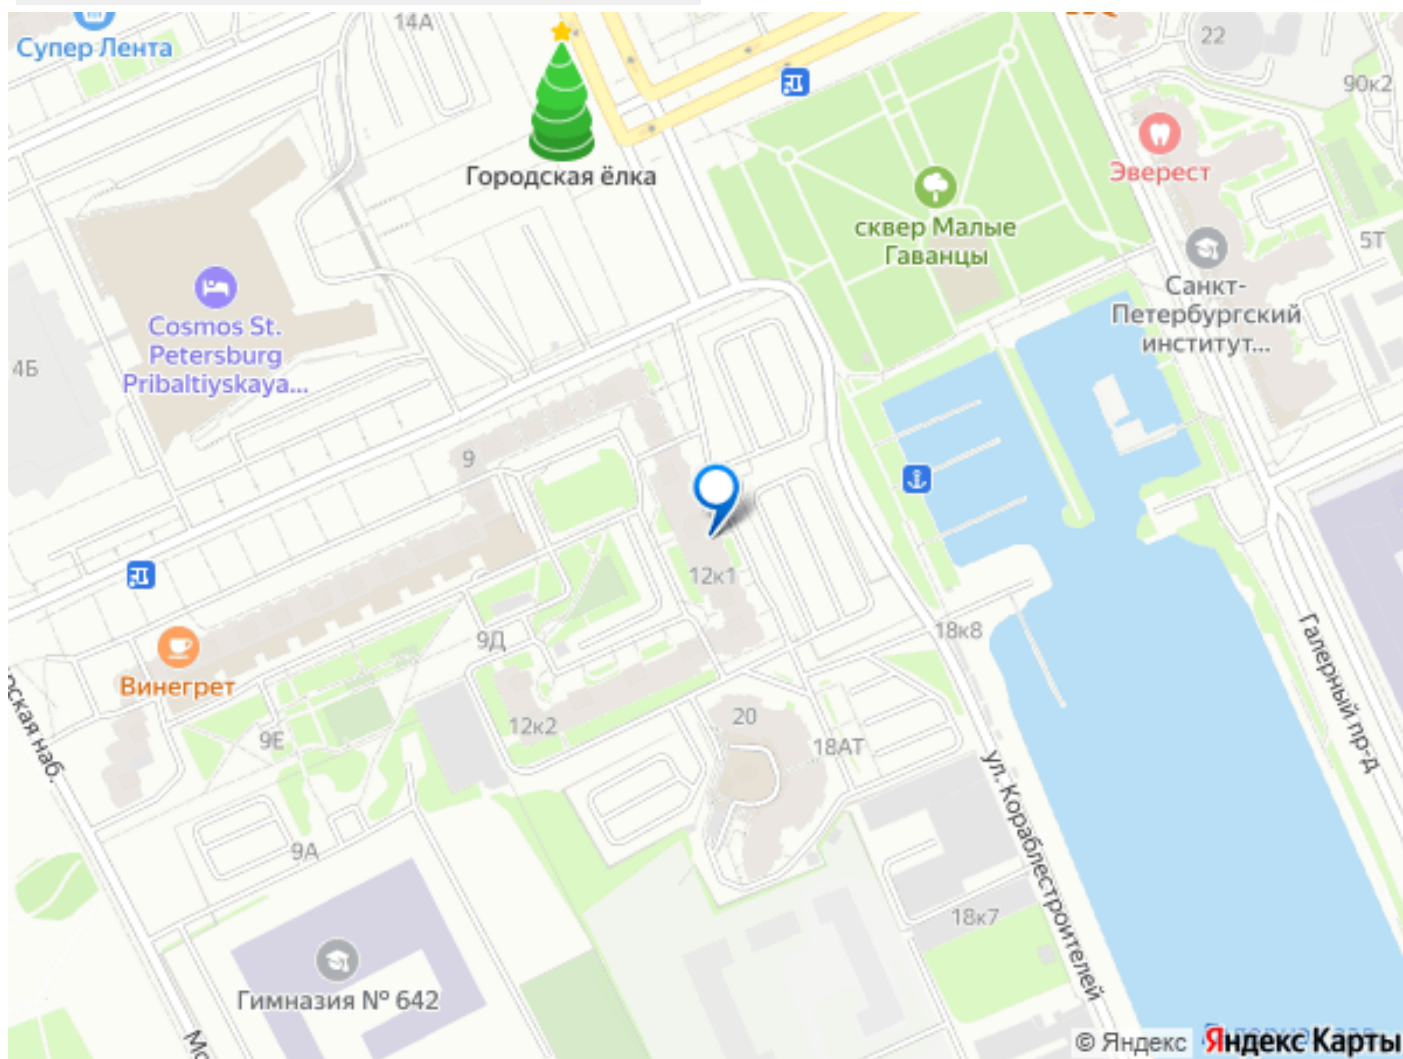 14А
Супер Лента
22
90к2
Эверест
Городская ёлка
сквер Малые
Гаванцы
5Т
Санкт-
Петербургский
институт...
Cosmos St.
Petersburg
Pribaltiyskaya...
4Б
9
12к1
18к8
9Д
Винегрет
Галерный пр-д
12к2
20
18АТ
9Е
ул. Кораблестроителей
9А
18к7
Гимназия № 642
© Яндекс
Яндекс Карты